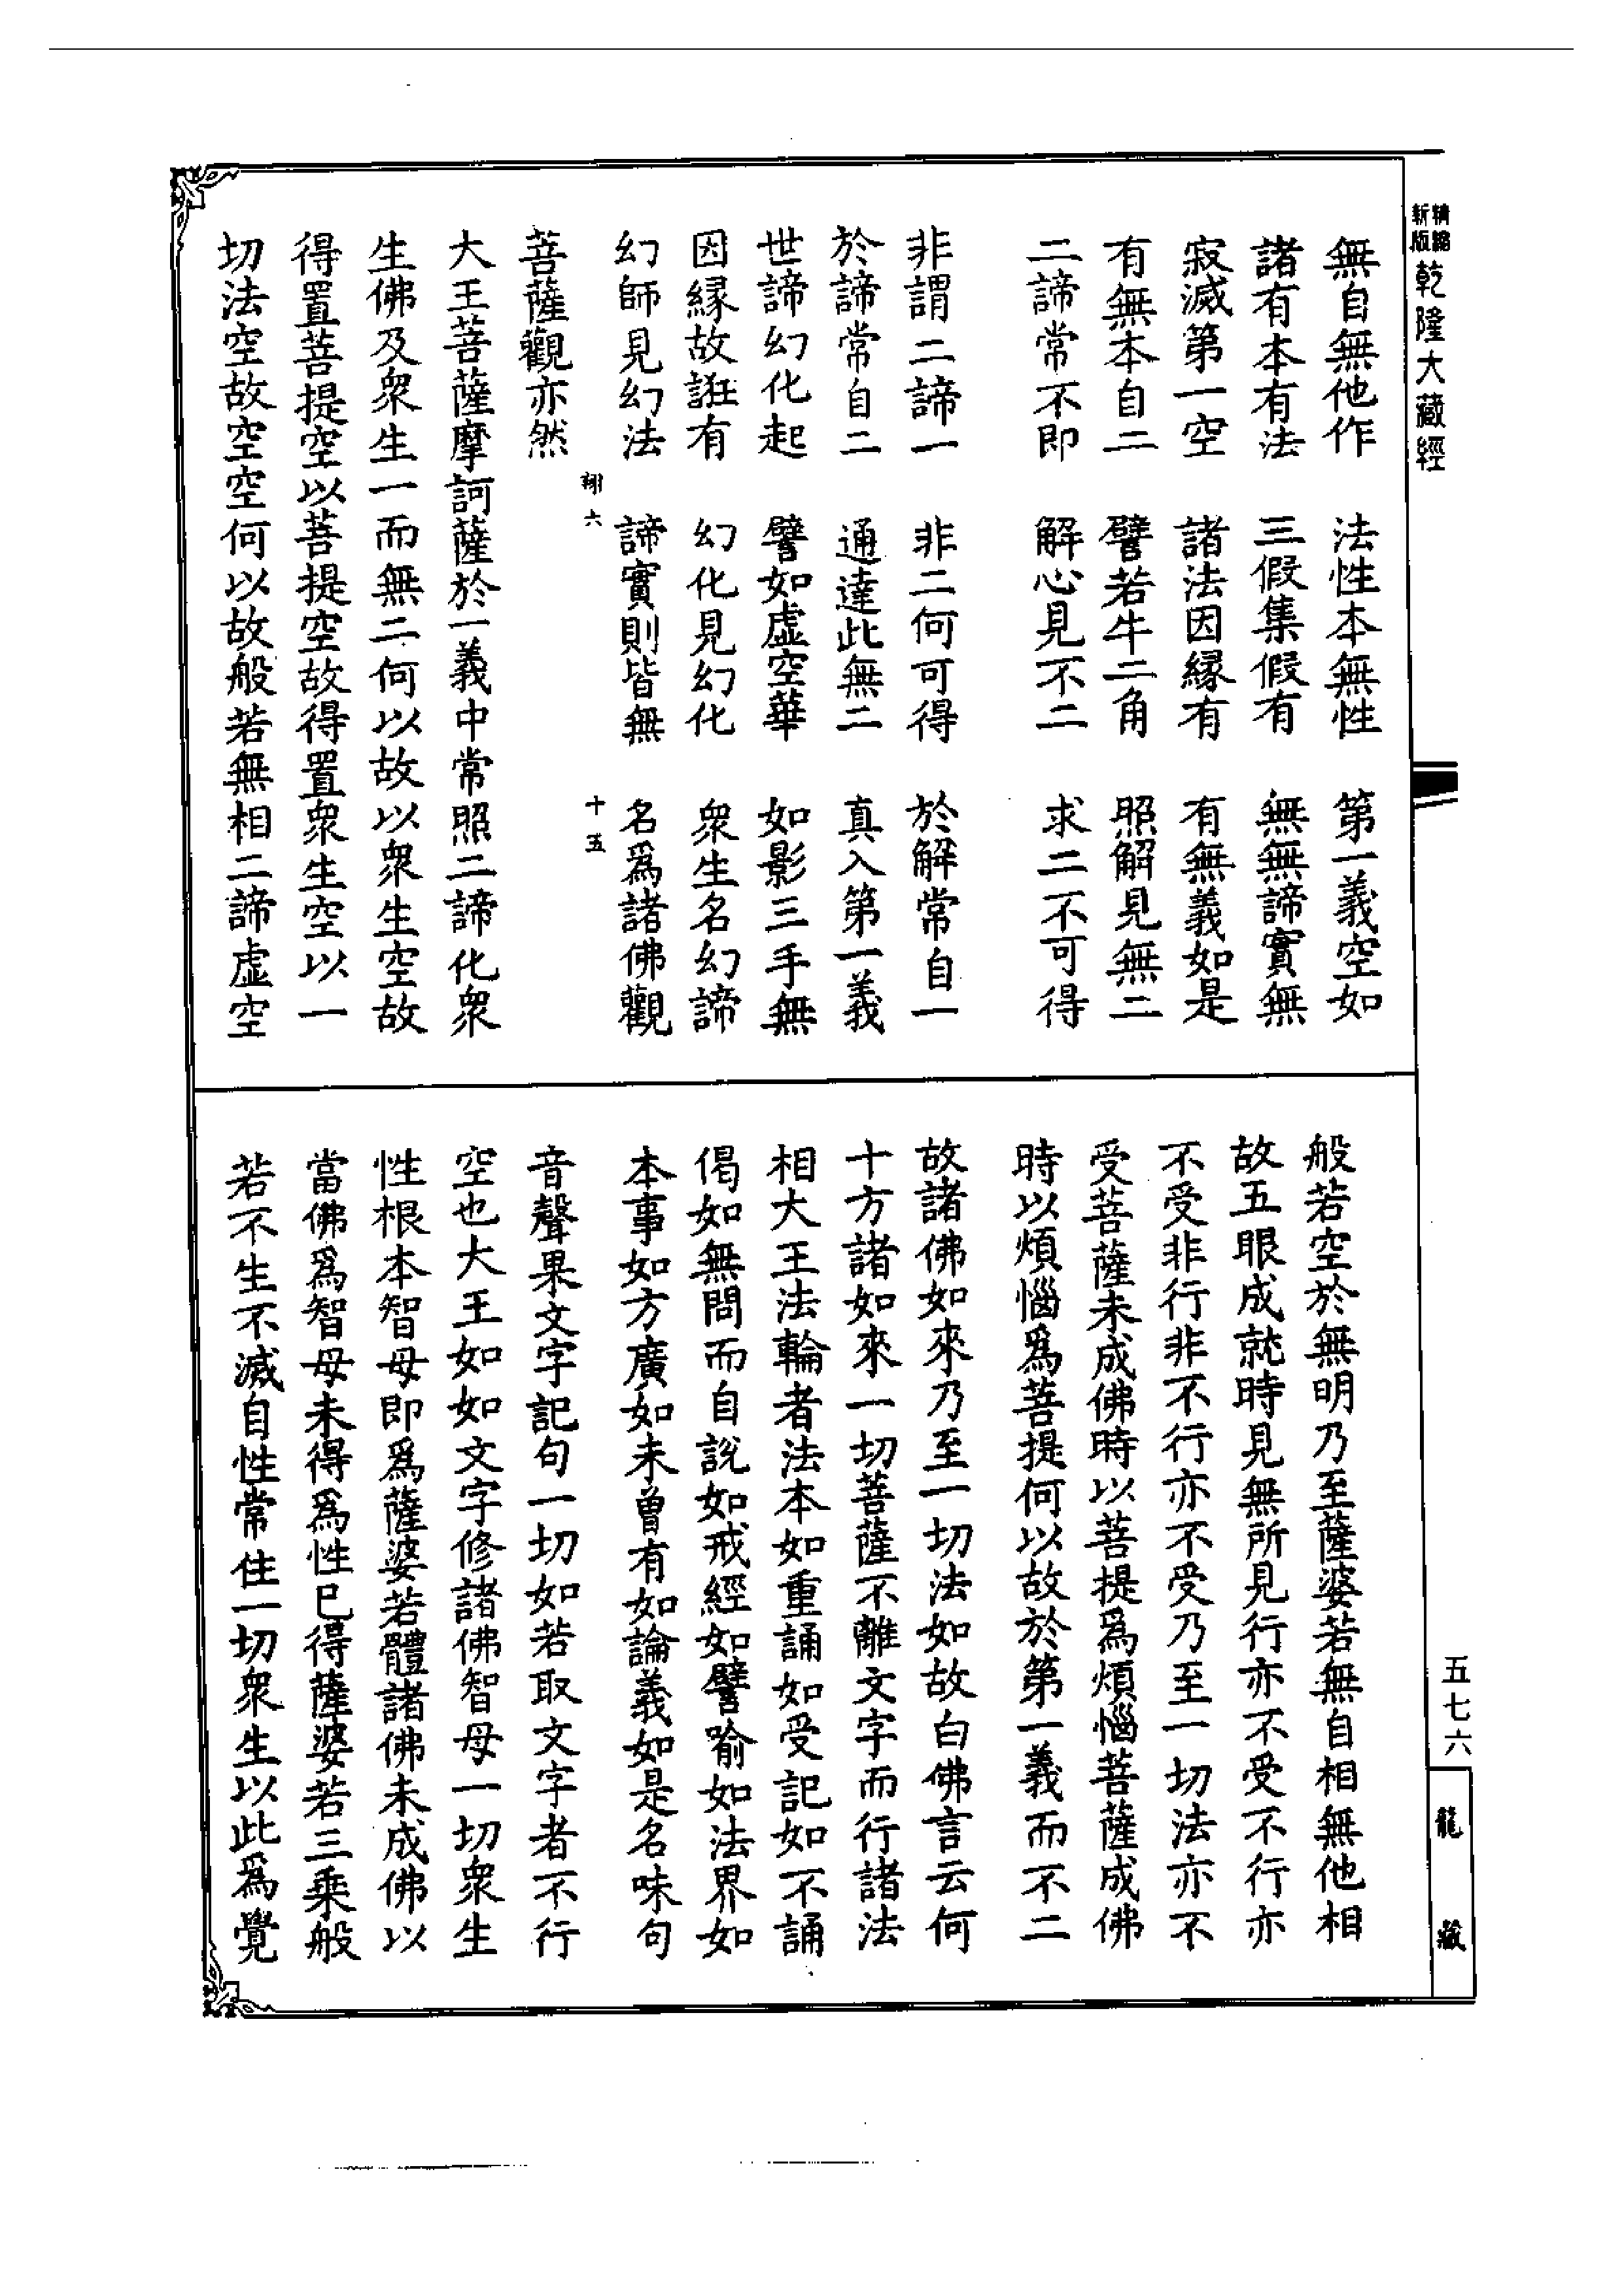 精縮新版 乾隆大藏經
無自無他作 法性本無性 第一義空如
諸有本有法 三假集假有 無無諦實無
寂滅第一空 諸法因緣有 有無義如是
有無本自二 譬若牛二角 照解見無二
二諦常不即 解心見不二 求二不可得
非謂二諦一 非二何可得 於解常自一
於諦常自二 通達此無二 真入第一義
世諦幻化起 譬如虛空華 如影三手無
因緣故誑有 幻化見幻化 眾生名幻諦
幻師見幻法 諦實則皆無 名爲諸佛觀
翔六 十五
菩薩觀亦然
大王菩薩摩訶薩於一義中常照二諦化眾
生佛及眾生一而無二何以故以眾生空故
得置菩提空以菩提空故得置眾生空以一
切法空故空空何以故般若無相二諦虛空
般若空於無明乃至薩婆若無自相無他相
故五眼成就時見無所見行亦不受不行亦
不受非行非不行亦不受乃至一切法亦不
受菩薩未成佛時以菩提爲煩惱菩薩成佛
時以煩惱爲菩提何以故於第一義而不二
故諸佛如來乃至一切法如故白佛言云何
十方諸如來一切菩薩不離文字而行諸法
相大王法輪者法本如重誦如受記如不誦
偈如無問而自說如戒經如譬喻如法界如
本事如方廣如未曾有如論義如是名味句
音聲果文字記句一切如若取文字者不行
空也大王如如文字修諸佛智母一切眾生
性根本智母即爲薩婆若體諸佛未成佛以
當佛爲智母未得爲性巳得薩婆若三乘般
若不生不滅自性常住一切眾生以此爲覺
五七六
龍藏